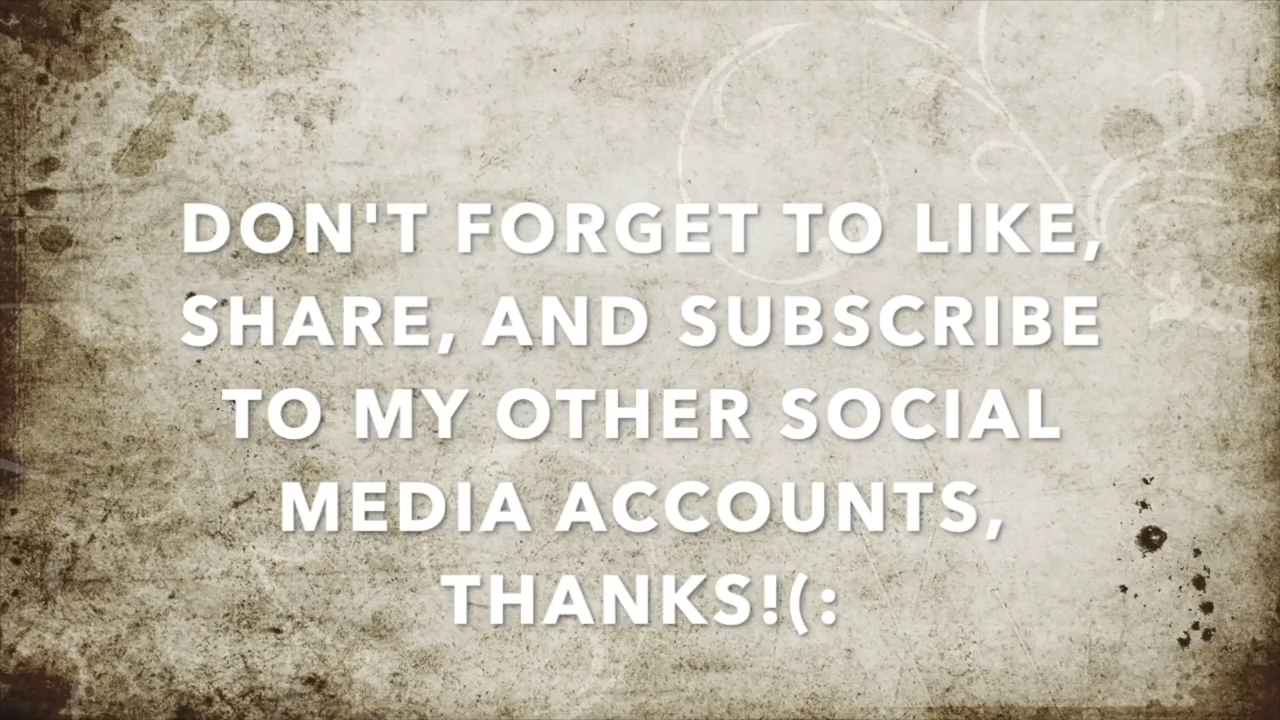 DON'T FORGET TO LIKE,
SHARE, AND SUBSCRIBE
TO MY OTHER SOCIAL
MEDIA ACCOUNTS,
THANKS!(: